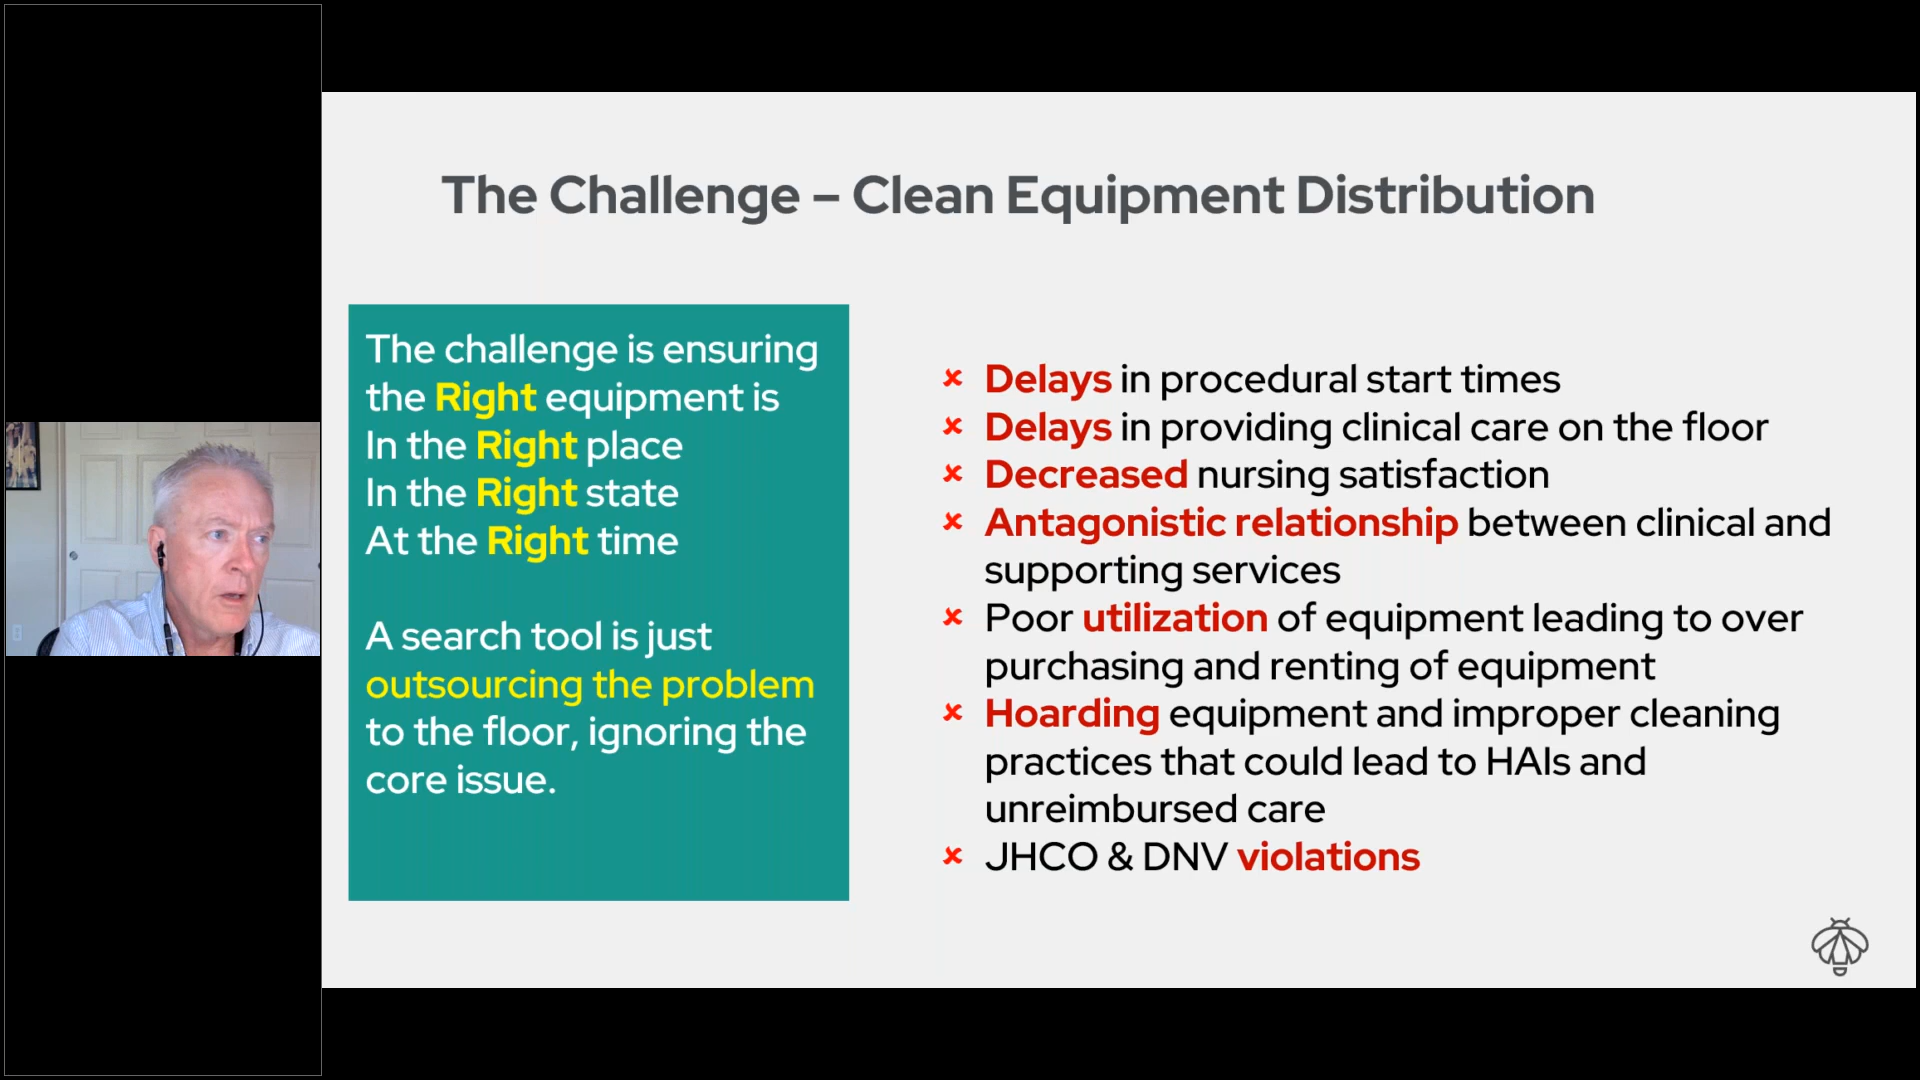 The Challenge – Clean Equipment Distribution
The challenge is ensuring
the Right equipment is
In the Right place
In the Right state
At the Right time
A search tool is just
outsourcing the problem
to the floor, ignoring the
core issue.
Delays in procedural start times
Delays in providing clinical care on the floor
Decreased nursing satisfaction
Antagonistic relationship between clinical and
supporting services
Poor utilization of equipment leading to over
purchasing and renting of equipment
Hoarding equipment and improper cleaning
practices that could lead to HAIs and
unreimbursed care
JHCO & DNV violations